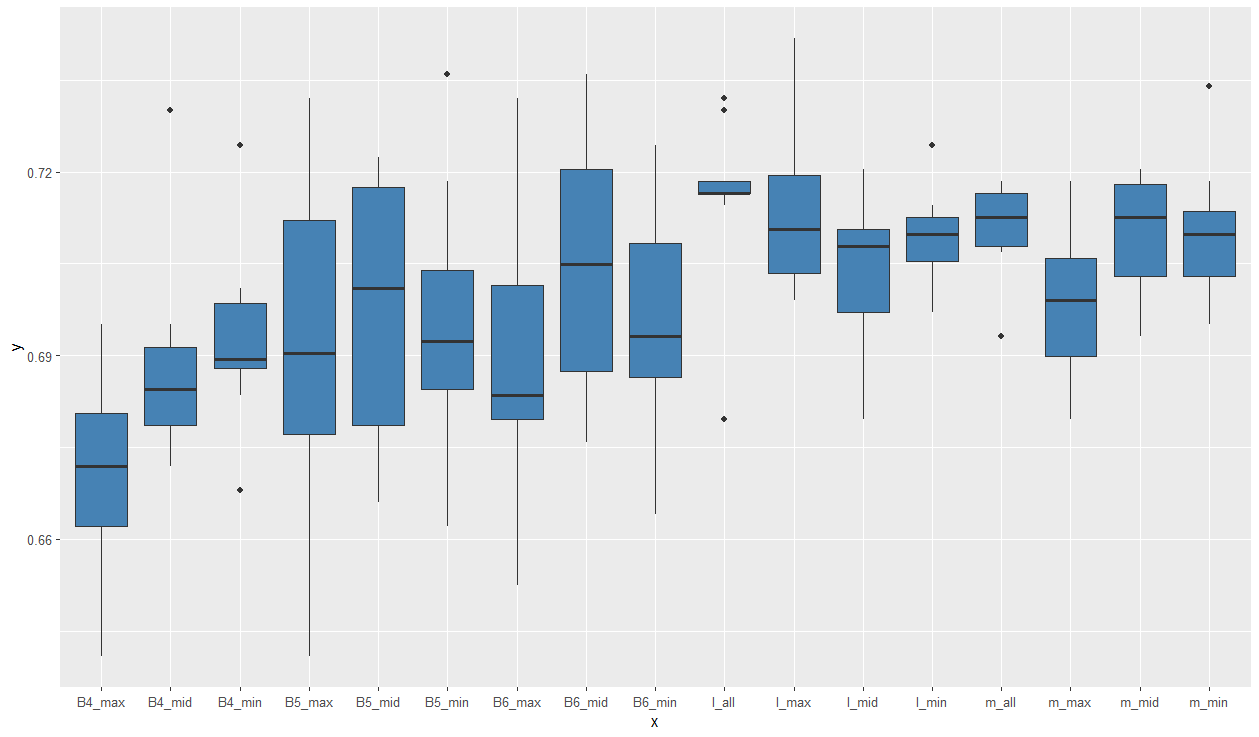 y
0.72
0.69
0.66
B4_max B4_mid B4_min B5_max B5_mid B5_min B6_max B6_mid B6_min l_all l_max l_mid l_min m_all m_max m_mid m_min
x